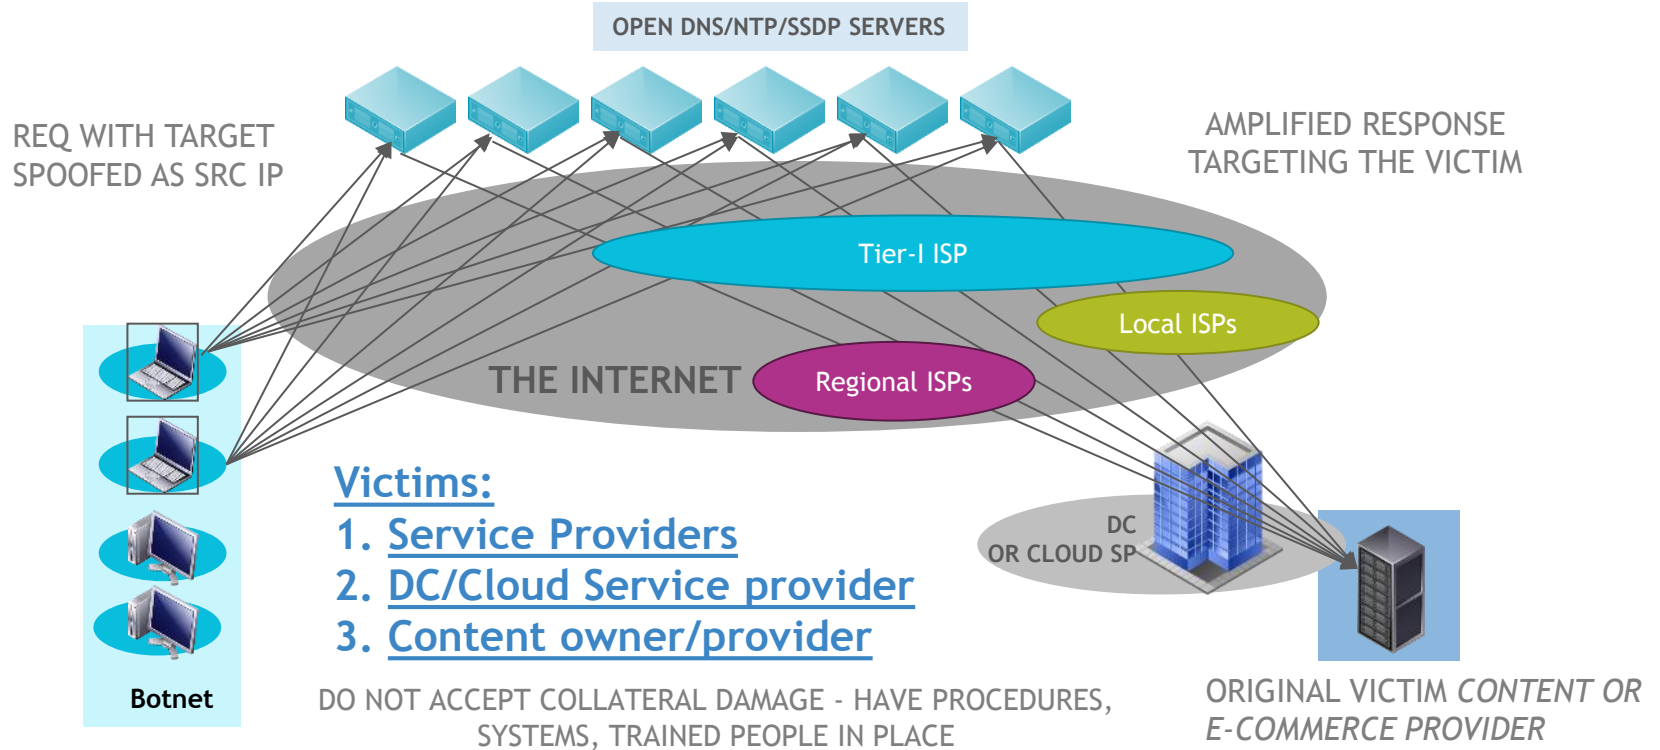 OPEN DNS/NTP/SSDP SERVERS
REQ WITH TARGET
SPOOFED AS SRC IP
AMPLIFIED RESPONSE
TARGETING THE VICTIM
Tier-I ISP
Local ISPs
THE INTERNET
Regional ISPs
Victims:
1. Service Providers
2. DC/Cloud Service provider
3. Content owner/provider
DC
OR CLOUD SP
Botnet
DO NOT ACCEPT COLLATERAL DAMAGE - HAVE PROCEDURES,
SYSTEMS, TRAINED PEOPLE IN PLACE
ORIGINAL VICTIM CONTENT OR
E-COMMERCE PROVIDER